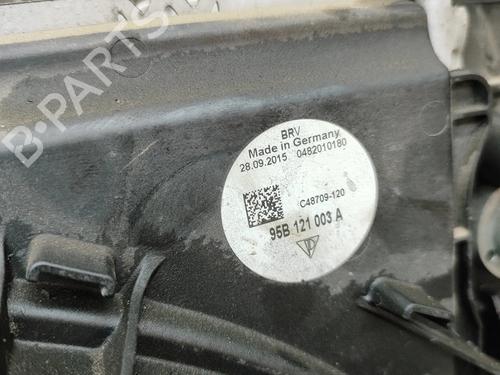 B-PARTS
BRV
Made in Germany
28.09.2015 0482010180
C48709-120
95B 121 003 A